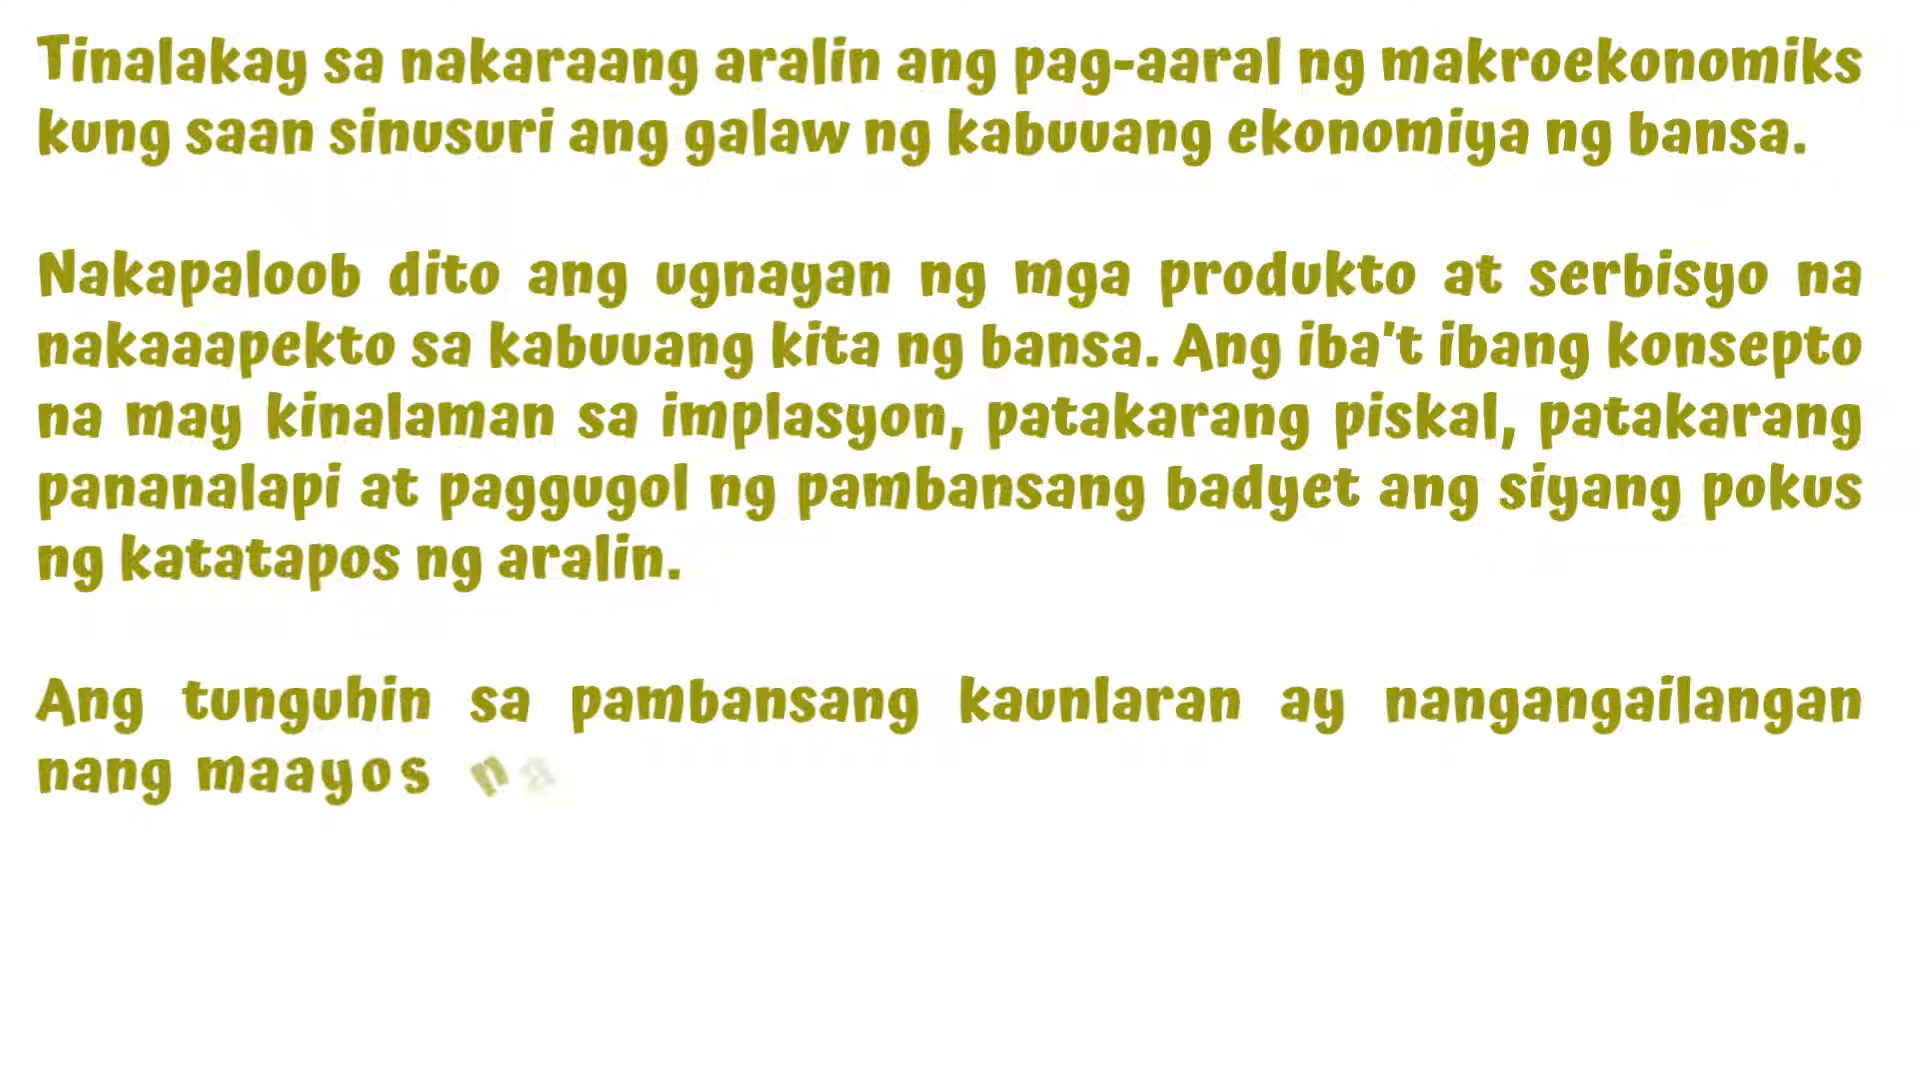 Tinalakay sa nakaraang aralin ang pag-aaral ng makroekonomiks
kung saan sinusuri ang galaw ng kabuuang ekonomiya ng bansa.
Nakapaloob dito ang ugnayan ng mga produkto at serbisyo na
nakaaapekto sa kabuuang kita ng bansa. Ang iba't ibang konsepto
na may kinalaman sa implasyon, patakarang piskal, patakarang
pananalapi at paggugol ng pambansang badyet ang siyang pokus
ng katatapos ng aralin.
Ang tunguhin sa pambansang kaunlaran ay nangangailangan
nang maayos na